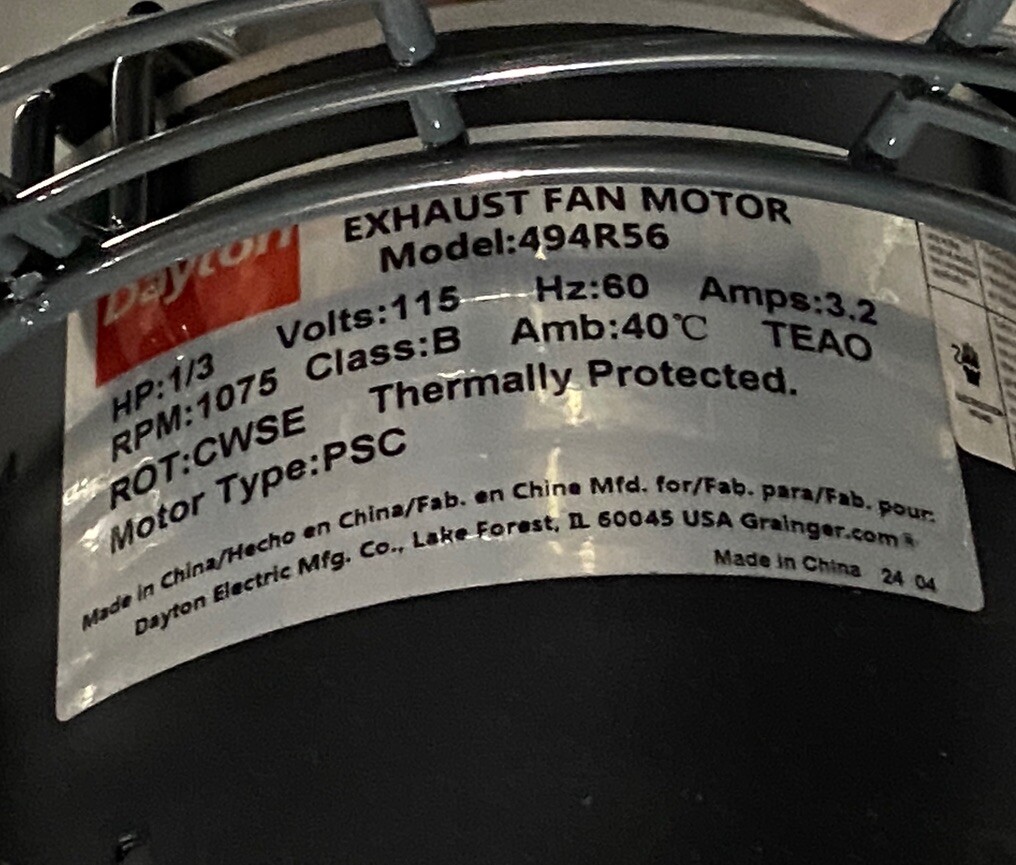 EXHAUST FAN MOTOR
Dayton
Model:494R56
HP:1/3 Volts:115 Hz:60 Amps:3.2
RPM:1075 Class:B Amb:40℃ TEAO
ROT:CWSE Thermally Protected.
Motor Type:PSC
Made in China/Hecho en China/Fab. en Chine Mfd. for/Fab. para/Fab. pour:
Dayton Electric Mfg. Co., Lake Forest, IL 60045 USA Grainger.com®
Made in China 24 04